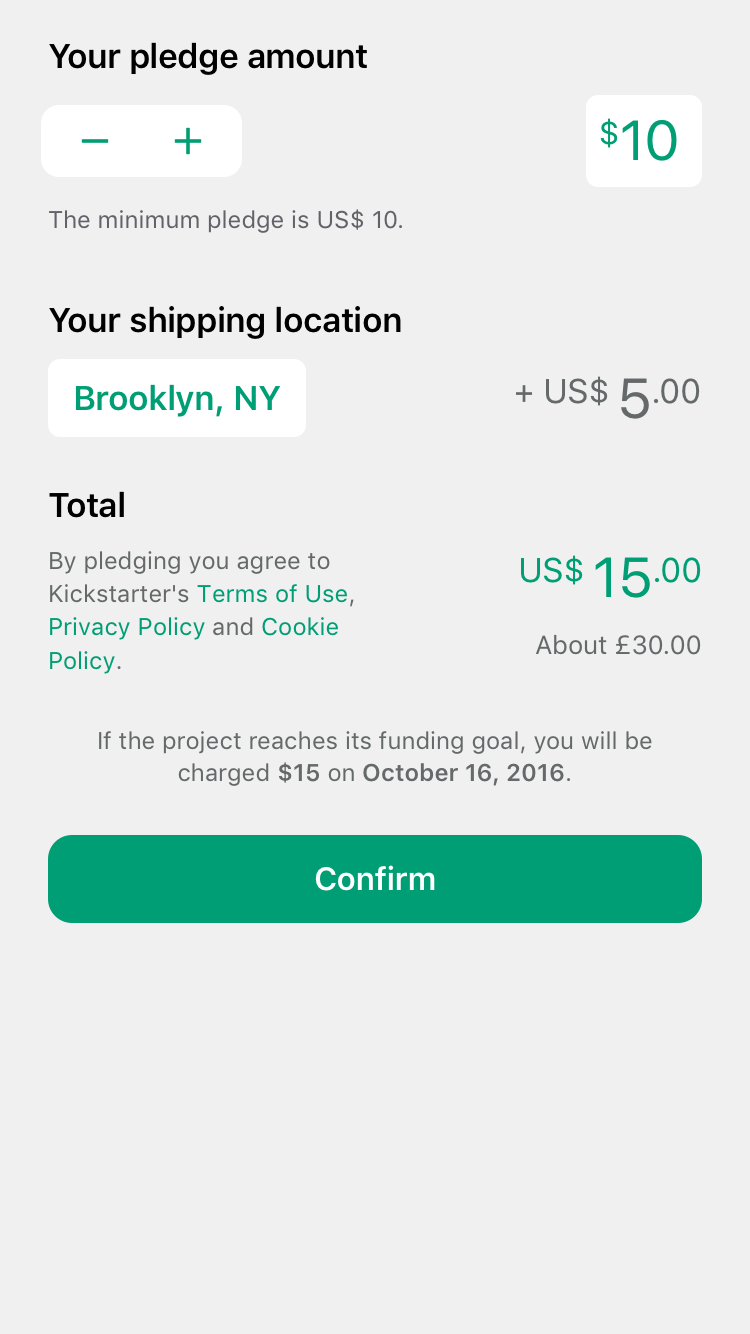 Your pledge amount
− +
$10
The minimum pledge is US$ 10.
Your shipping location
Brooklyn, NY
+ US$ 5.00
Total
By pledging you agree to
Kickstarter's Terms of Use,
Privacy Policy and Cookie
Policy.
US$ 15.00
About £30.00
If the project reaches its funding goal, you will be
charged $15 on October 16, 2016.
Confirm